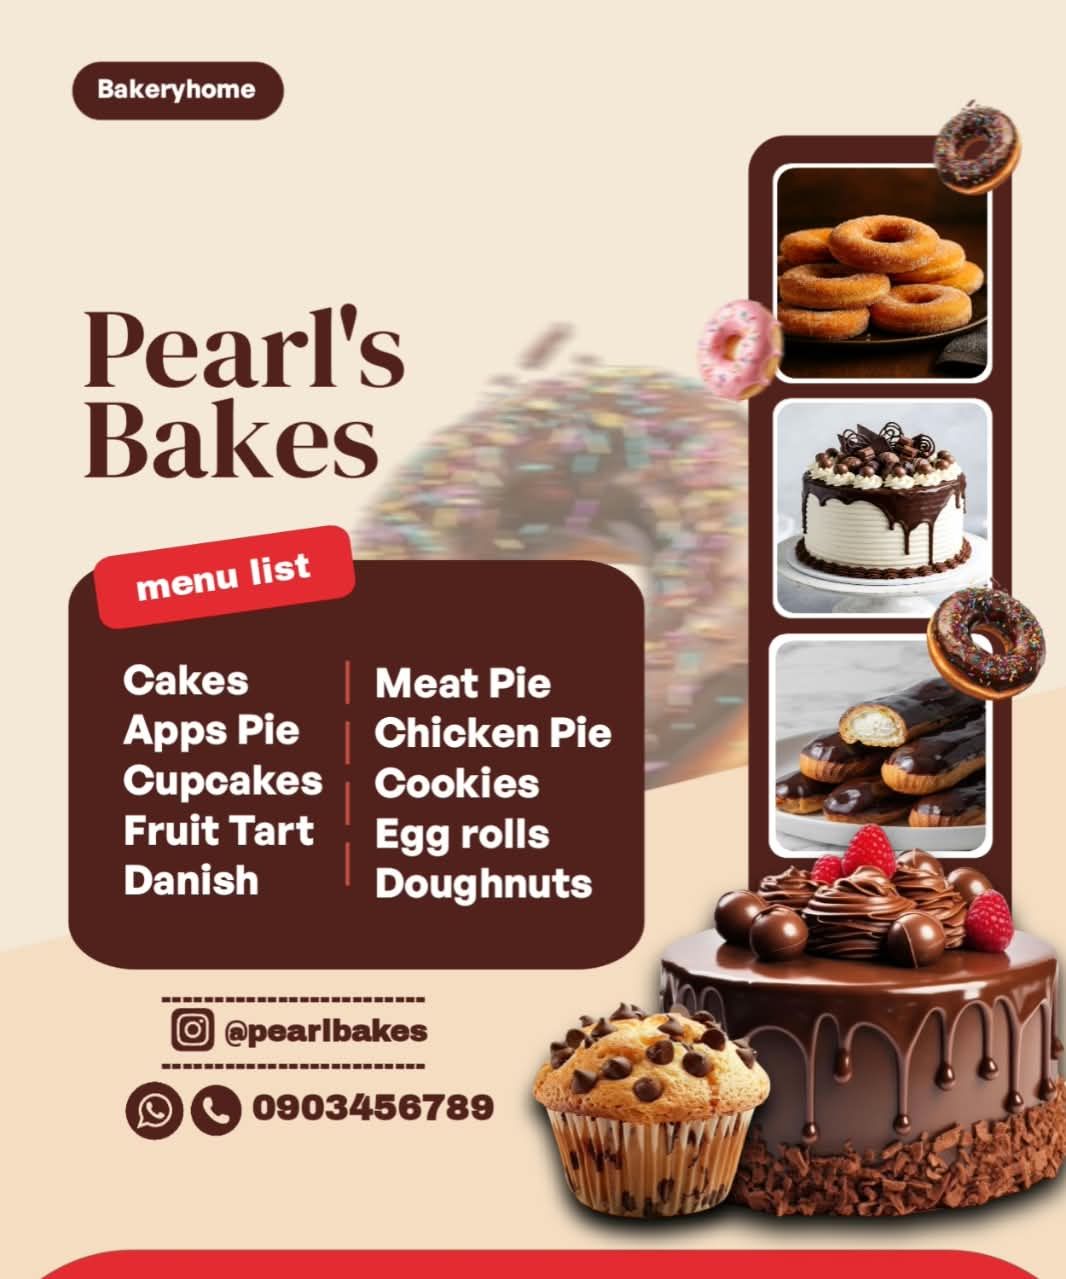 Bakeryhome
Pearl's
Bakes
menu list
Cakes
Apps Pie
Cupcakes
Fruit Tart
Danish
Meat Pie
Chicken Pie
Cookies
Egg rolls
Doughnuts
@pearlbakes
0903456789